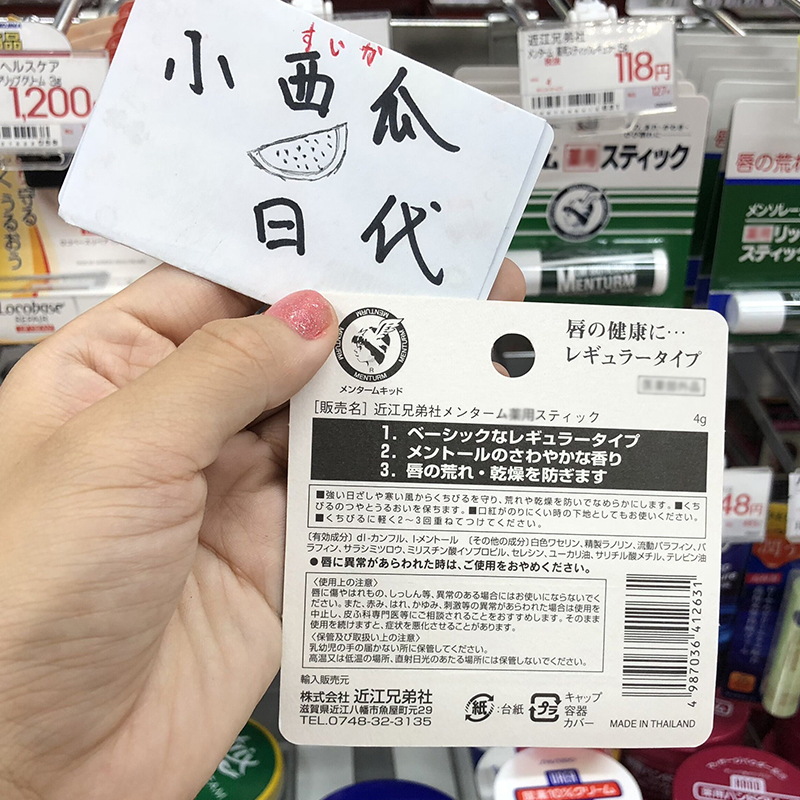 ヘルスケア
1,200
近江兄弟社
118円
すいか
小西瓜
日代
スティック
MENTURM
唇の荒れ
メンソレー
スティック
Locobase
48円
MENTURM
メンタームキッド
唇の健康に…
レギュラータイプ
[販売名] 近江兄弟社メンターム薬用スティック
4g
1. ベーシックなレギュラータイプ
2. メントールのさわやかな香り
3. 唇の荒れ・乾燥を防ぎます
■強い日ざしや寒い風からくちびるを守り、荒れや乾燥を防いでなめらかにします。■くち
びるのつやとうるおいを保ちます。■口紅がのりにくい時の下地としてもお使いください。
■くちびるに軽く2〜3回重ねてつけてください。
〔有効成分〕dl-カンフル、l-メントール 〔その他の成分〕白色ワセリン、精製ラノリン、流動パラフィン、パ
ラフィン、サラシミツロウ、ミリスチン酸イソプロピル、セレシン、ユーカリ油、サリチル酸メチル、テレビン油
●唇に異常があらわれた時は、ご使用をおやめください。
〈使用上の注意〉
唇に傷やはれもの、しっしん等、異常のある場合にはお使いにならないでく
ださい。また、赤み、はれ、かゆみ、刺激等の異常があらわれた場合は使用を
中止し、皮ふ科専門医等にご相談されることをおすすめします。そのまま
使用を続けますと、症状を悪化させることがあります。
〈保管及び取扱い上の注意〉
乳幼児の手の届かない所に保管してください。
高温又は低温の場所、直射日光のあたる場所には保管しないでください。
輸入販売元
株式会社 近江兄弟社
滋賀県近江八幡市魚屋町元29
TEL.0748-32-3135
紙:台紙
プラ
キャップ
容器
カバー
4 987036 412631
MADE IN THAILAND